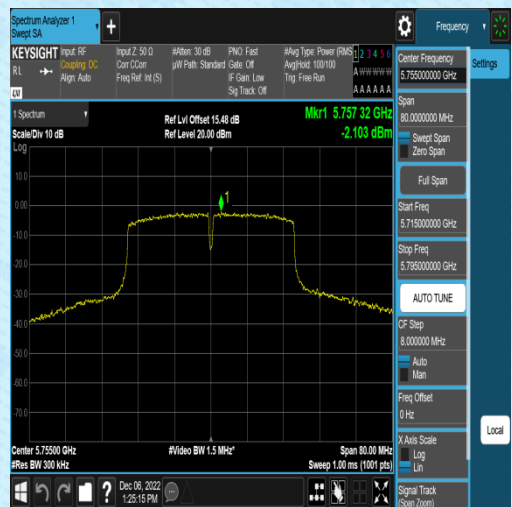 Spectrum Analyzer 1
Swept SA
+
Frequency
KEYSIGHT
RL
Input: RF
Coupling: DC
Align: Auto
Input Z: 50 Ω
Corr CCorr
Freq Ref: Int (S)
#Atten: 30 dB
µW Path: Standard
PNO: Fast
Gate: Off
IF Gain: Low
Sig Track: Off
#Avg Type: Power (RMS
Avg|Hold: 100/100
Trig: Free Run
1 2 3 4 5 6
A W W W W W
A A A A A A
1 Spectrum
Scale/Div 10 dB
Ref Lvl Offset 15.48 dB
Ref Level 20.00 dBm
Mkr1 5.757 32 GHz
-2.103 dBm
Log
10.0
0.00
-10.0
-20.0
-30.0
-40.0
-50.0
-60.0
-70.0
1
Center 5.75500 GHz
#Res BW 300 kHz
#Video BW 1.5 MHz*
Span 80.00 MHz
Sweep 1.00 ms (1001 pts)
Dec 06, 2022
1:25:15 PM
Center Frequency
5.755000000 GHz
Settings
Span
80.0000000 MHz
Swept Span
Zero Span
Full Span
Start Freq
5.715000000 GHz
Stop Freq
5.795000000 GHz
AUTO TUNE
CF Step
8.000000 MHz
Auto
Man
Freq Offset
0 Hz
X Axis Scale
Log
Lin
Local
Signal Track
(Span Zoom)